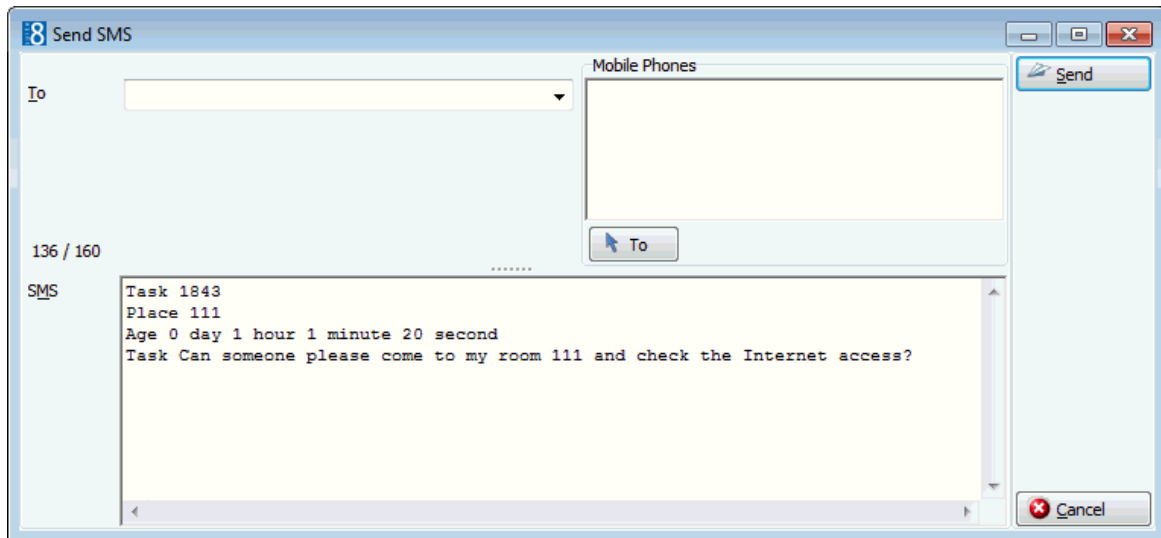 8 Send SMS
To
Mobile Phones
Send
To
136 / 160
SMS
Task 1843
Place 111
Age 0 day 1 hour 1 minute 20 second
Task Can someone please come to my room 111 and check the Internet access?
Cancel